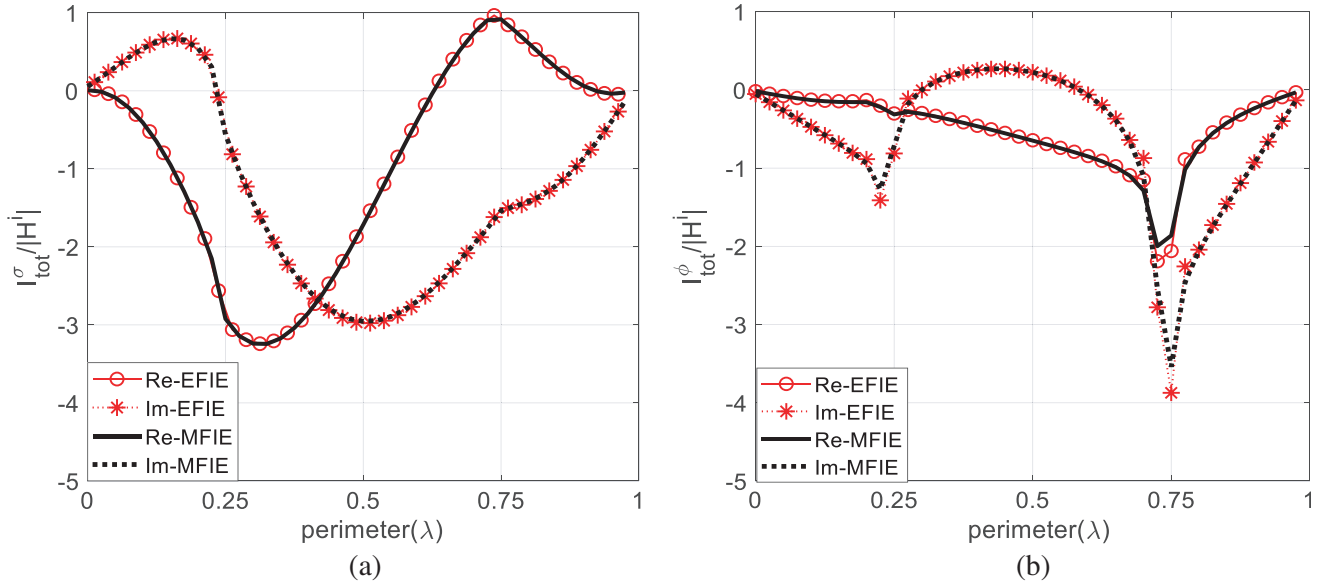 1
0
-1
-2
-3
-4
-5
I^σ_tot/|H^i|
Re-EFIE
Im-EFIE
Re-MFIE
Im-MFIE
0 0.25 0.5 0.75 1
perimeter(λ)
(a)
1
0
-1
-2
-3
-4
-5
I^ϕ_tot/|H^i|
Re-EFIE
Im-EFIE
Re-MFIE
Im-MFIE
0 0.25 0.5 0.75 1
perimeter(λ)
(b)